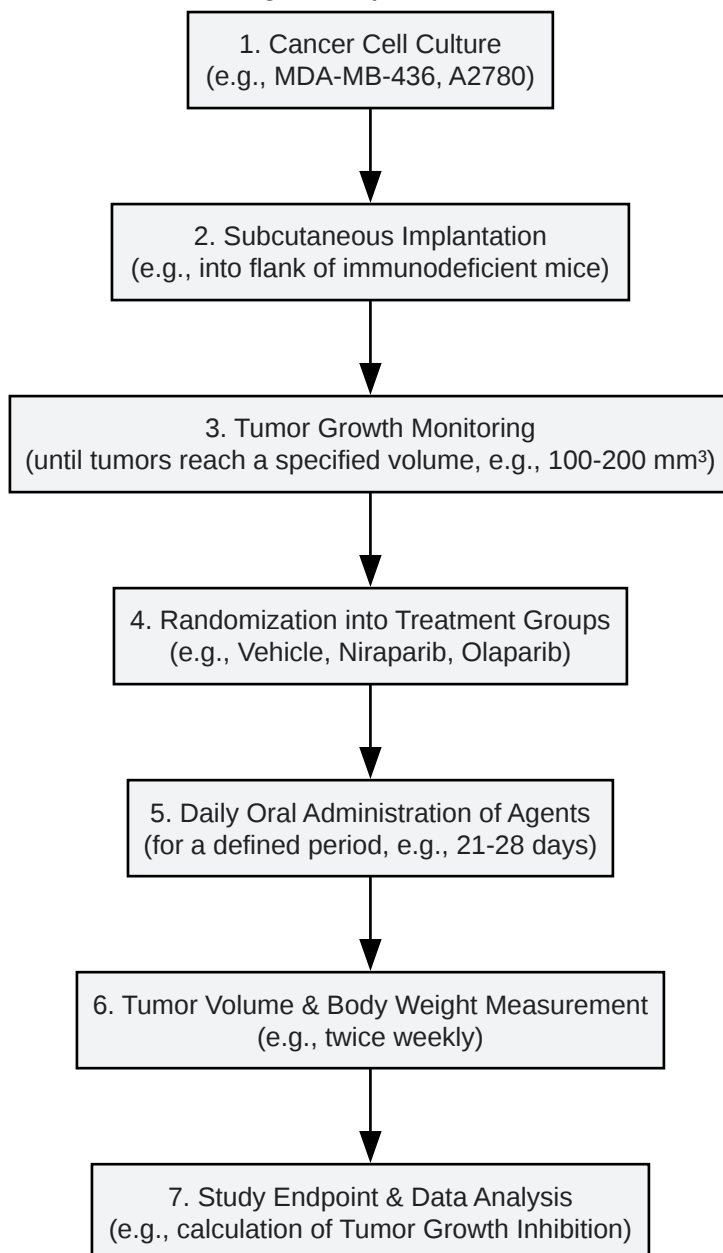 1. Cancer Cell Culture
(e.g., MDA-MB-436, A2780)
2. Subcutaneous Implantation
(e.g., into flank of immunodeficient mice)
3. Tumor Growth Monitoring
(until tumors reach a specified volume, e.g., 100-200 mm³)
4. Randomization into Treatment Groups
(e.g., Vehicle, Niraparib, Olaparib)
5. Daily Oral Administration of Agents
(for a defined period, e.g., 21-28 days)
6. Tumor Volume & Body Weight Measurement
(e.g., twice weekly)
7. Study Endpoint & Data Analysis
(e.g., calculation of Tumor Growth Inhibition)